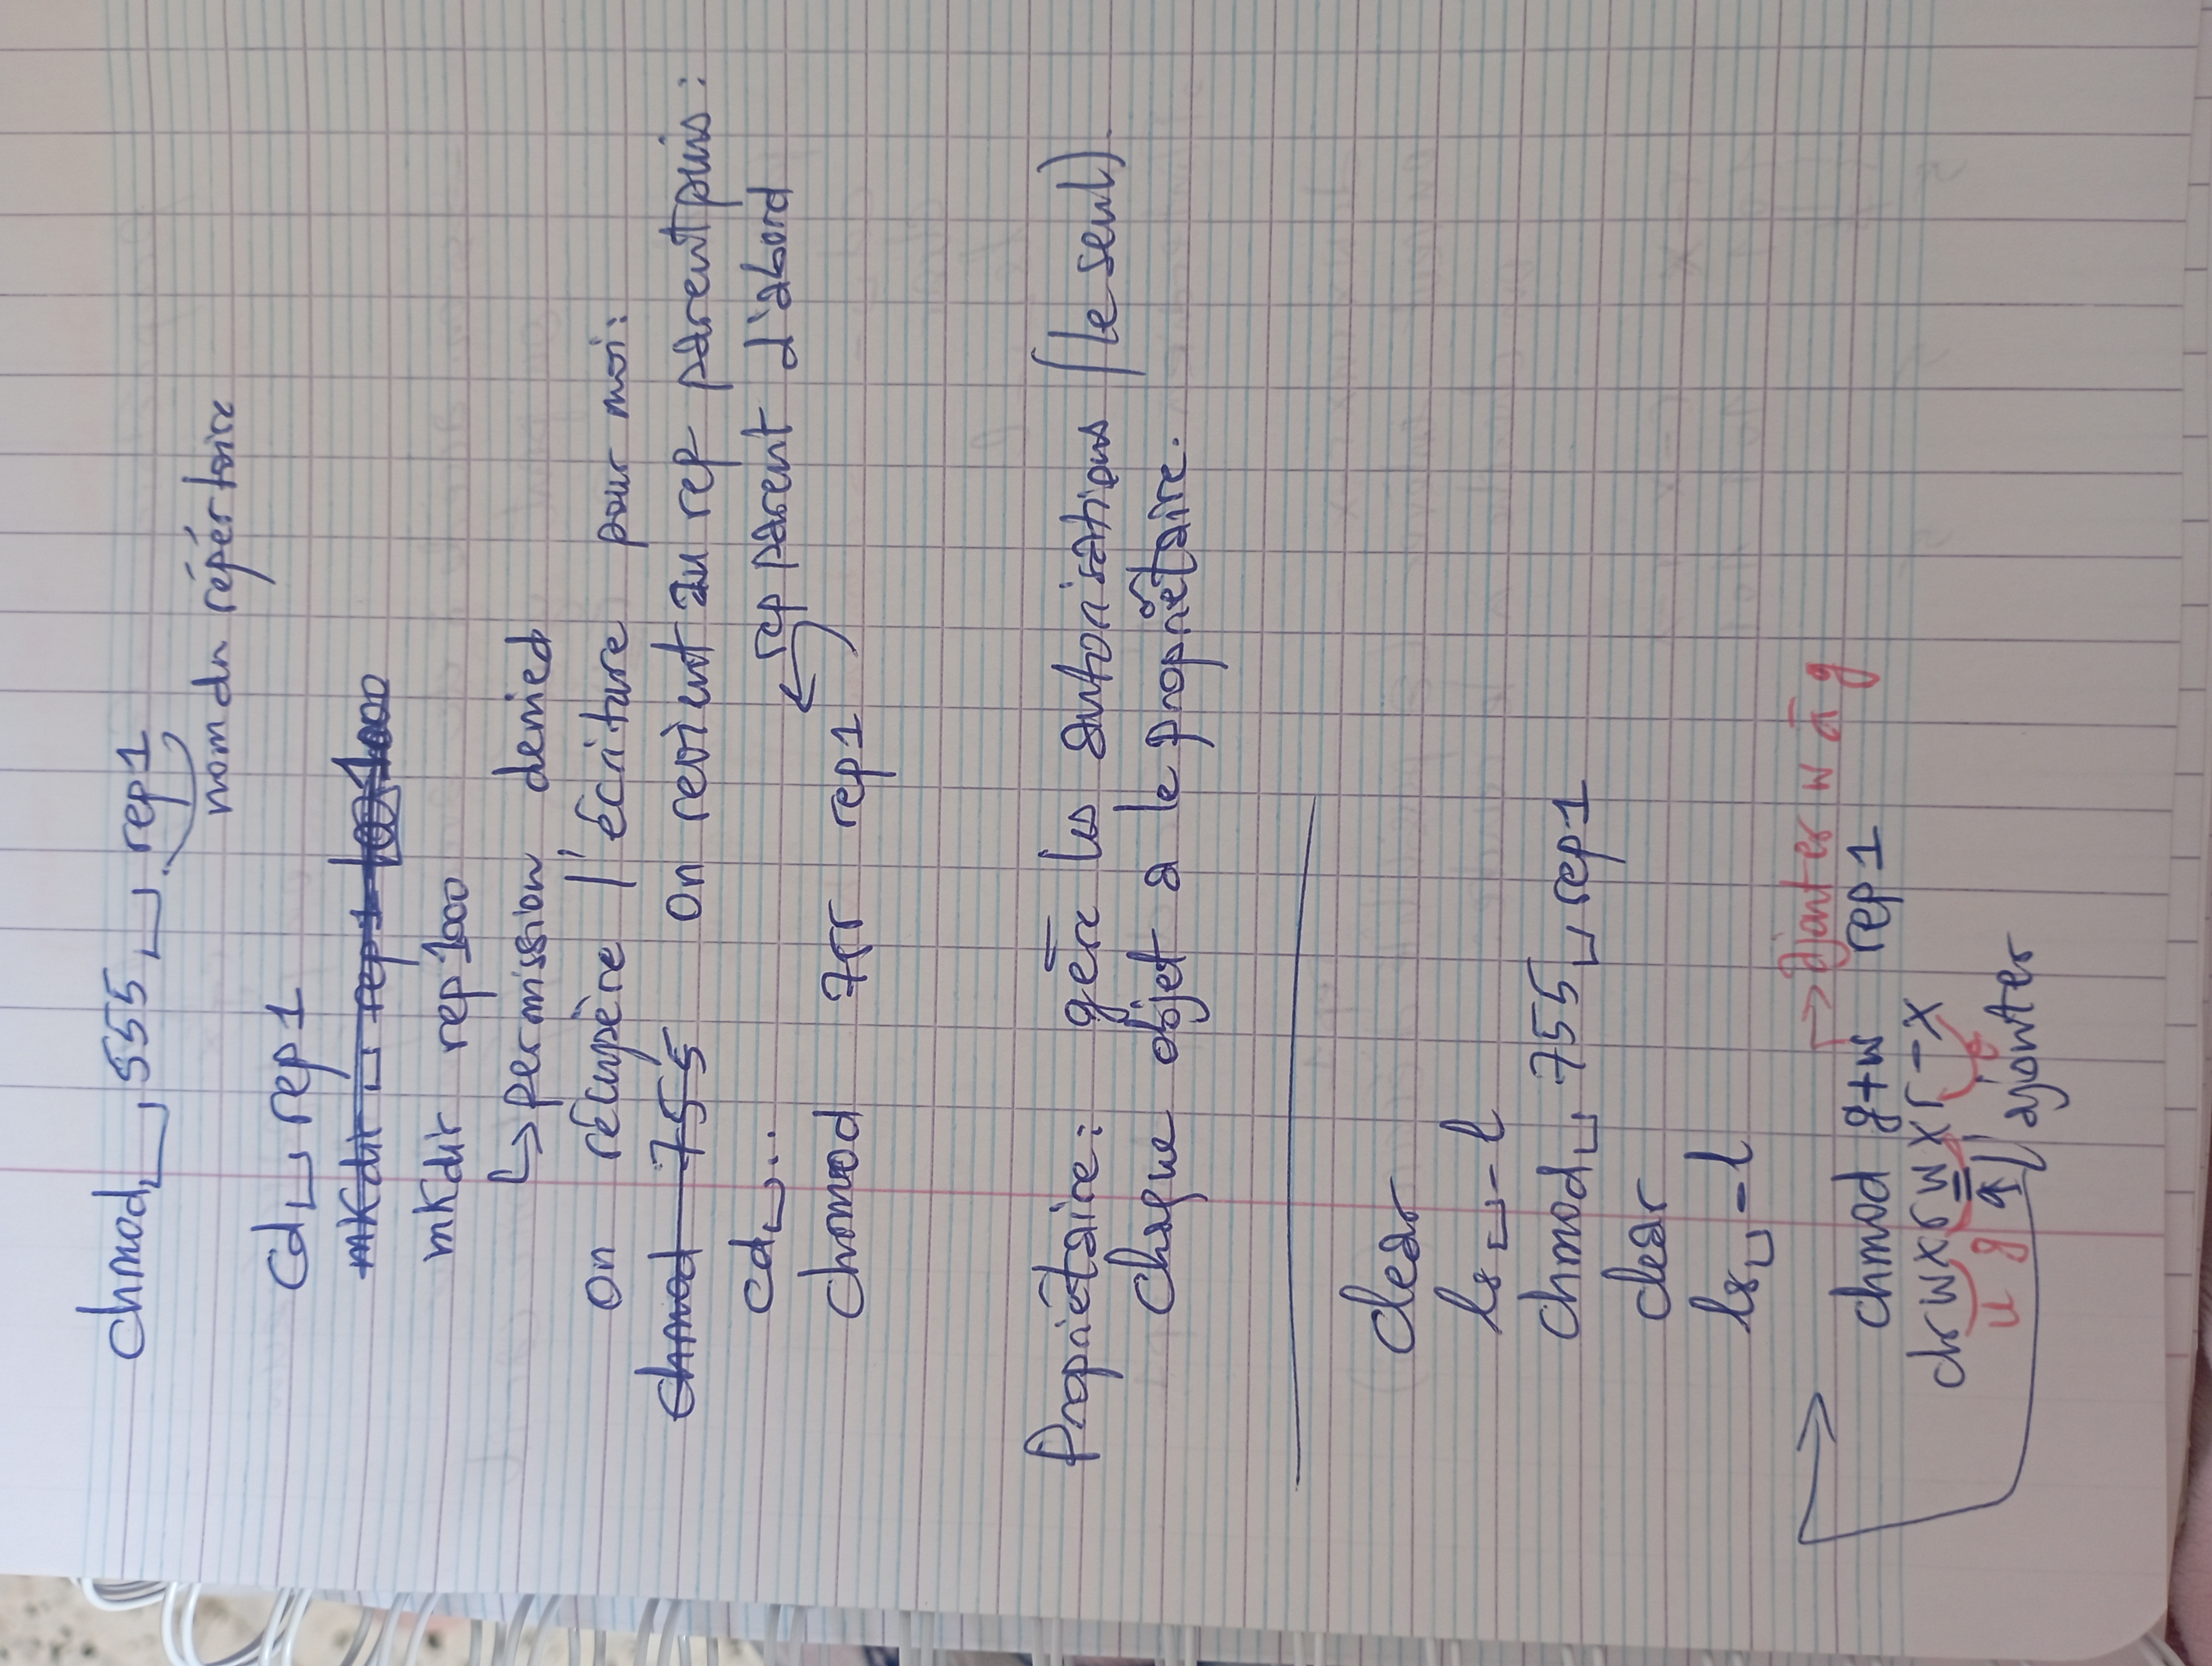 chmod␣555␣rep1
nom du répértoire
cd␣rep1
mkdir␣rep1 1000
mkdir rep1000
↳permission denied
on récupère l'écriture pour moi:
chmod 755 on revient au rep parent puis:
cd␣..
rep parent d'abord
chmod 755 rep1
Propriétaire: gère les autorisations (le seul).
chaque objet a le propriétaire.
clear
ls␣-l
chmod␣755␣rep1
clear
ls␣-l
→ajouter w à g
chmod g+w rep1
drwxrwxr-x
u g o
l'ajouter